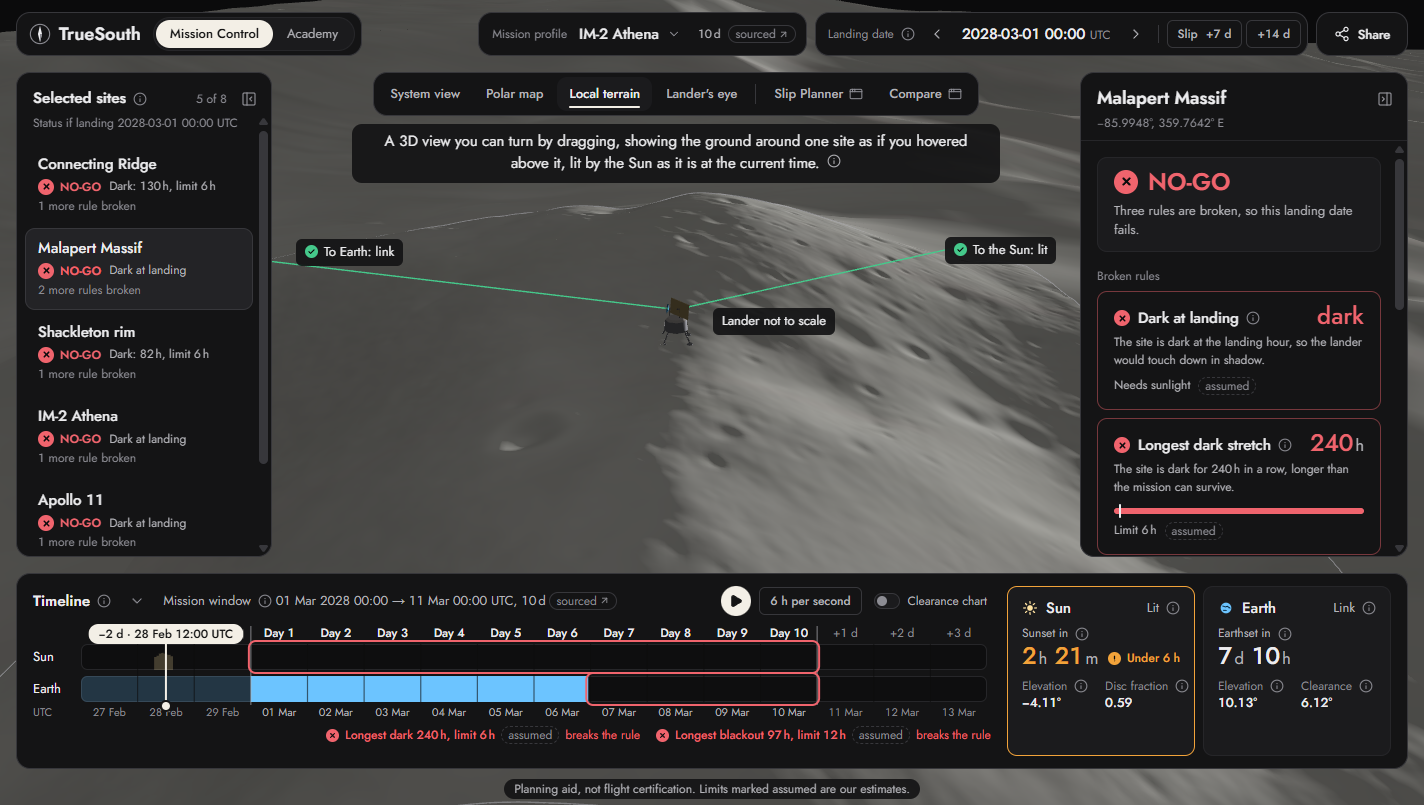 TrueSouth
Mission Control
Academy
Mission profile IM-2 Athena 10 d sourced ↗
Landing date 2028-03-01 00:00 UTC
Slip +7 d +14 d
Share
Selected sites 5 of 8
Status if landing 2028-03-01 00:00 UTC
Connecting Ridge
NO-GO Dark: 130 h, limit 6 h
1 more rule broken
Malapert Massif
NO-GO Dark at landing
2 more rules broken
Shackleton rim
NO-GO Dark: 82 h, limit 6 h
1 more rule broken
IM-2 Athena
NO-GO Dark at landing
1 more rule broken
Apollo 11
NO-GO Dark at landing
1 more rule broken
System view
Polar map
Local terrain
Lander's eye
Slip Planner
Compare
A 3D view you can turn by dragging, showing the ground around one site as if you hovered
above it, lit by the Sun as it is at the current time.
To Earth: link
To the Sun: lit
Lander not to scale
Malapert Massif
−85.9948°, 359.7642° E
NO-GO
Three rules are broken, so this landing date
fails.
Broken rules
Dark at landing dark
The site is dark at the landing hour, so the lander
would touch down in shadow.
Needs sunlight assumed
Longest dark stretch 240 h
The site is dark for 240 h in a row, longer than
the mission can survive.
Limit 6 h assumed
Timeline
Mission window 01 Mar 2028 00:00 → 11 Mar 00:00 UTC, 10 d sourced ↗
6 h per second
Clearance chart
−2 d · 28 Feb 12:00 UTC
Day 1 Day 2 Day 3 Day 4 Day 5 Day 6 Day 7 Day 8 Day 9 Day 10 +1 d +2 d +3 d
Sun
Earth
UTC 27 Feb 28 Feb 29 Feb 01 Mar 02 Mar 03 Mar 04 Mar 05 Mar 06 Mar 07 Mar 08 Mar 09 Mar 10 Mar 11 Mar 12 Mar 13 Mar
Longest dark 240 h, limit 6 h assumed breaks the rule
Longest blackout 97 h, limit 12 h assumed breaks the rule
Sun Lit
Sunset in
2 h 21 m Under 6 h
Elevation Disc fraction
−4.11° 0.59
Earth Link
Earthset in
7 d 10 h
Elevation Clearance
10.13° 6.12°
Planning aid, not flight certification. Limits marked assumed are our estimates.